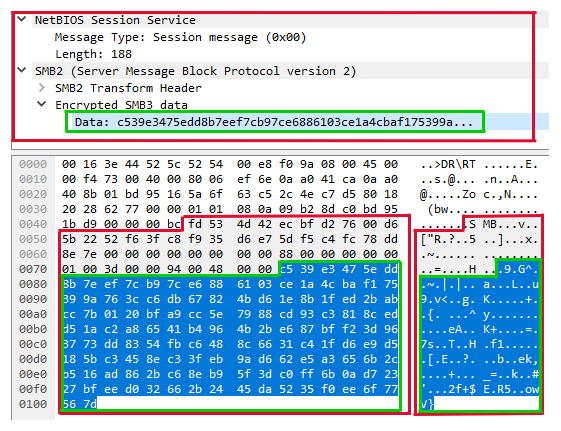 NetBIOS Session Service
Message Type: Session message (0x00)
Length: 188
SMB2 (Server Message Block Protocol version 2)
SMB2 Transform Header
Encrypted SMB3 data
Data: c539e3475edd8b7eef7cb97ce6886103ce1a4cbaf175399a...
0000 00 16 3e 44 52 5c 52 54 00 e8 f0 9a 08 00 45 00 ..>DR\RT ......E.
0010 00 f4 73 00 40 00 80 06 ef 6e 0a a0 41 ca 0a a0 ..s.@... .n..A...
0020 40 8b 01 bd 95 16 5a 6f 63 c5 2c 4e c7 d5 80 18 @.....Zo c.,N....
0030 20 28 62 77 00 00 01 01 08 0a 09 b2 8d c0 bd 95 (bw.... ........
0040 1b d9 00 00 00 bc fd 53 4d 42 ec bf d2 76 00 d6 .......S MB...v..
0050 5b 22 52 f6 3f c8 f9 35 d6 e7 5d f5 c4 fc 78 dd ["R.?..5 ..]...x.
0060 8e 7e 00 00 00 00 00 00 00 00 88 00 00 00 00 00 .~...... ........
0070 01 00 3d 00 00 94 00 48 00 00 c5 39 e3 47 5e dd ..=....H ...9.G^.
0080 8b 7e ef 7c b9 7c e6 88 61 03 ce 1a 4c ba f1 75 .~.|.|.. a...L..u
0090 39 9a 76 3c c6 db 67 82 4b d6 1e 8b 1f ed 2b ab 9.v<..g. K.....+.
00a0 cc 7b 01 20 bf a9 cc 5e 79 88 cd 93 c3 81 8c ed .{. ...^ y.......
00b0 d5 1a c2 a8 65 41 b4 96 4b 2b e6 87 bf f2 3d 96 ....eA.. K+....=.
00c0 37 73 dd 83 54 fb c6 48 8c 66 31 c4 1f d6 e9 d5 7s..T..H .f1.....
00d0 18 5b c3 45 8e c3 3f eb 9a d6 62 e5 a3 65 6b 2c .[.E..?. ..b..ek,
00e0 b5 16 ad 86 2b c6 8e b9 5f 3d c0 ff 6b 0a d7 23 ....+... _=..k..#
00f0 27 bf ee d0 32 66 2b 24 45 da 52 35 f0 ee 6f 77 '...2f+$ E.R5..ow
0100 56 7d V}